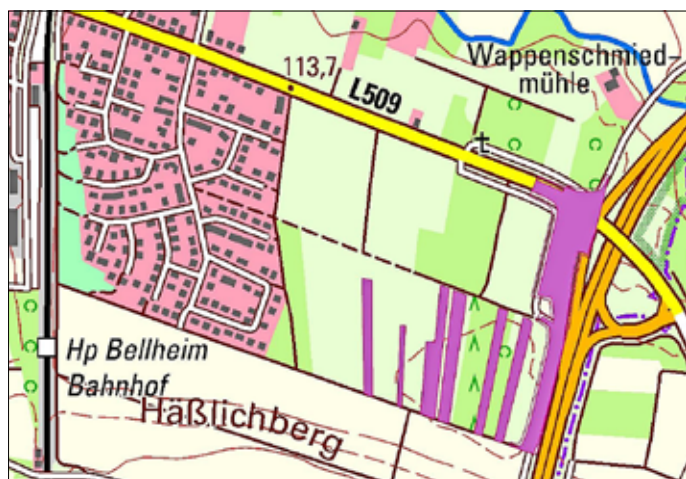 Wappenschmied-
mühle
113,7
L509
Hp Bellheim
Bahnhof
Häßlichberg